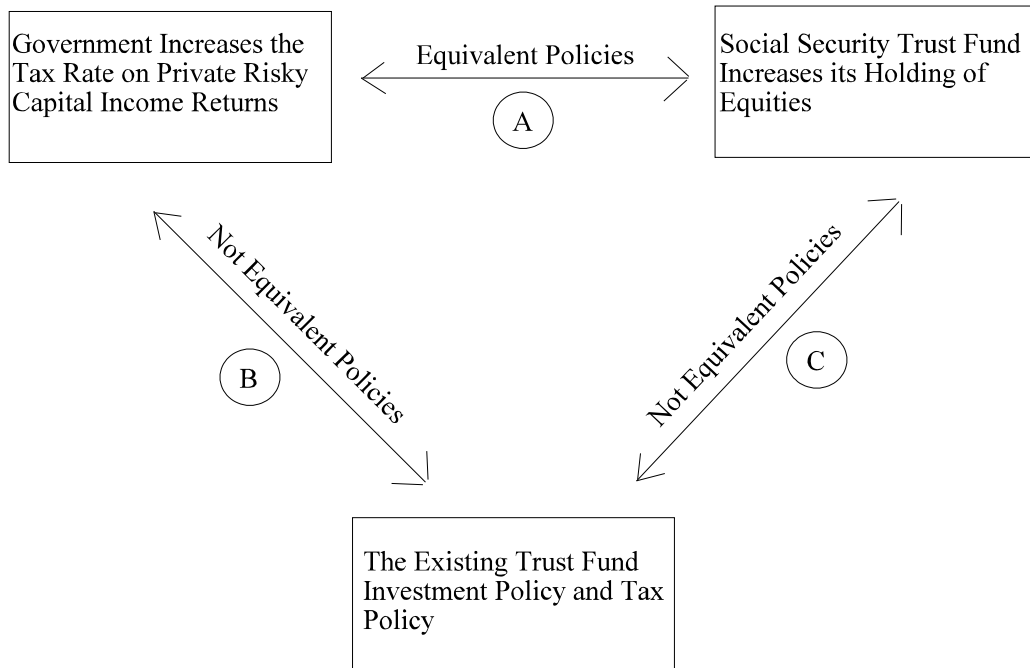 Government Increases the
Tax Rate on Private Risky
Capital Income Returns
Equivalent Policies
A
Social Security Trust Fund
Increases its Holding of
Equities
Not Equivalent Policies
B
Not Equivalent Policies
C
The Existing Trust Fund
Investment Policy and Tax
Policy